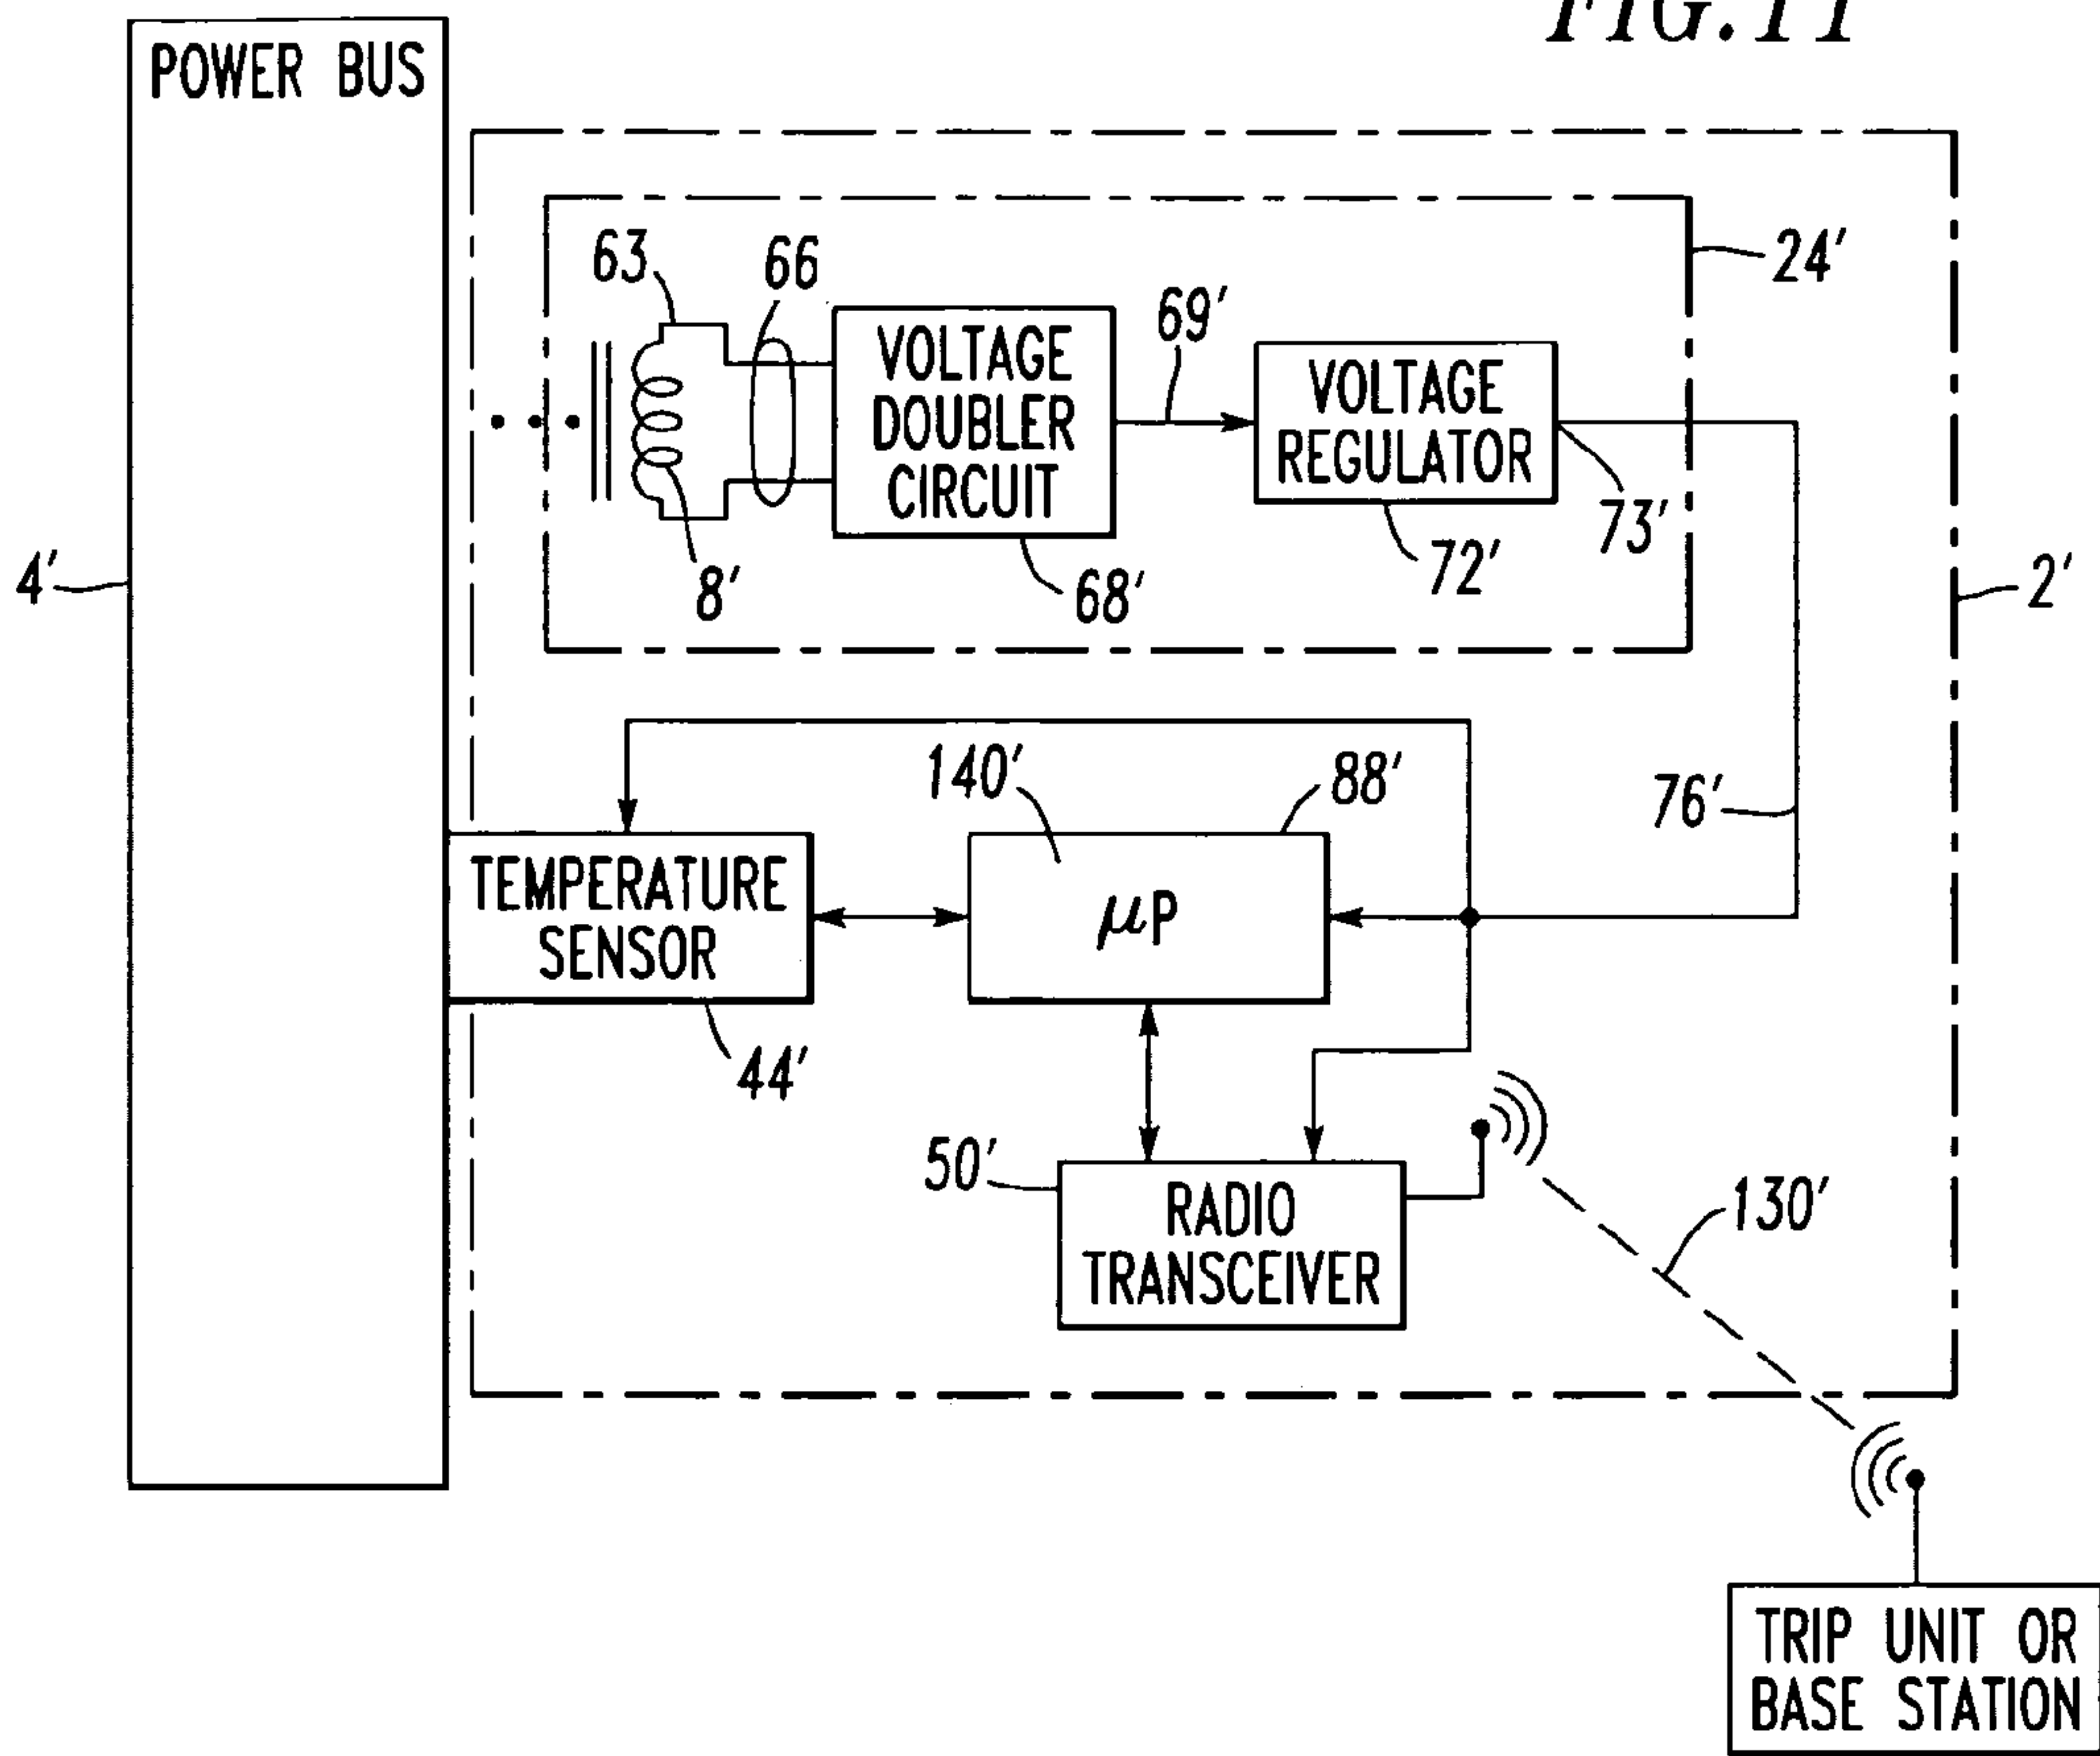 FIG. 11
POWER BUS
63
66
69'
24'
VOLTAGE
DOUBLER
CIRCUIT
VOLTAGE
REGULATOR
73'
72'
4'
8'
68'
2'
140'
88'
76'
TEMPERATURE
SENSOR
μP
44'
50'
RADIO
TRANSCEIVER
130'
TRIP UNIT OR
BASE STATION